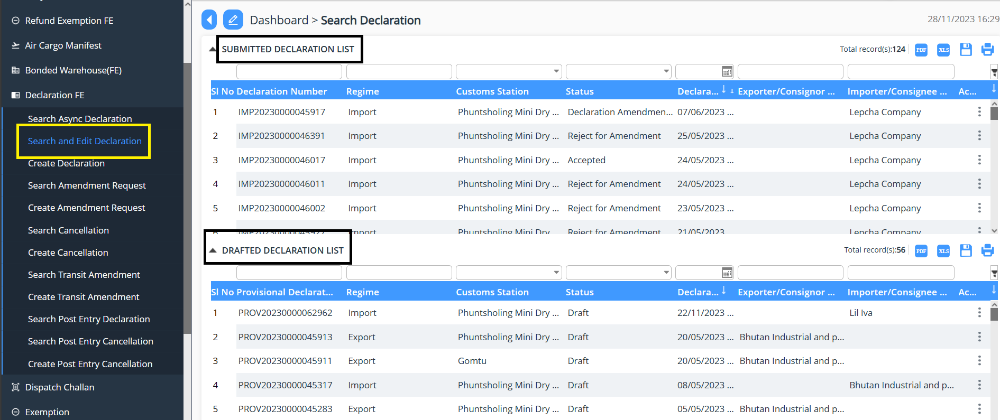 Refund Exemption FE
Air Cargo Manifest
Bonded Warehouse(FE)
Declaration FE
Search Async Declaration
Search and Edit Declaration
Create Declaration
Search Amendment Request
Create Amendment Request
Search Cancellation
Create Cancellation
Search Transit Amendment
Create Transit Amendment
Search Post Entry Declaration
Search Post Entry Cancellation
Create Post Entry Cancellation
Dispatch Challan
Exemption
Dashboard > Search Declaration
28/11/2023 16:29
SUBMITTED DECLARATION LIST
Total record(s):124 PDF XLS
Sl No Declaration Number Regime Customs Station Status Declara... Exporter/Consignor ... Importer/Consignee ... Ac...
1 IMP20230000045917 Import Phuntsholing Mini Dry ... Declaration Amendmen... 07/06/2023 ... Lepcha Company
2 IMP20230000046391 Import Phuntsholing Mini Dry ... Reject for Amendment 25/05/2023 ... Lepcha Company
3 IMP20230000046017 Import Phuntsholing Mini Dry ... Accepted 24/05/2023 ... Lepcha Company
4 IMP20230000046011 Import Phuntsholing Mini Dry ... Reject for Amendment 24/05/2023 ... Lepcha Company
5 IMP20230000046002 Import Phuntsholing Mini Dry ... Reject for Amendment 23/05/2023 ... Lepcha Company
6 IMP20230000045927 Import Phuntsholing Mini Dry Reject for Amendment 21/05/2023 Lepcha Company
DRAFTED DECLARATION LIST
Total record(s):56 PDF XLS
Sl No Provisional Declarat... Regime Customs Station Status Declara... Exporter/Consignor ... Importer/Consignee ... Ac...
1 PROV20230000062962 Import Phuntsholing Mini Dry ... Draft 22/11/2023 ... Lil Iva
2 PROV20230000045913 Export Phuntsholing Mini Dry ... Draft 20/05/2023 ... Bhutan Industrial and p...
3 PROV20230000045911 Export Gomtu Draft 20/05/2023 ... Bhutan Industrial and p...
4 PROV20230000045317 Import Phuntsholing Mini Dry ... Draft 08/05/2023 ... Bhutan Industrial and p...
5 PROV20230000045283 Export Phuntsholing Mini Dry ... Draft 05/05/2023 ... Bhutan Industrial and p...